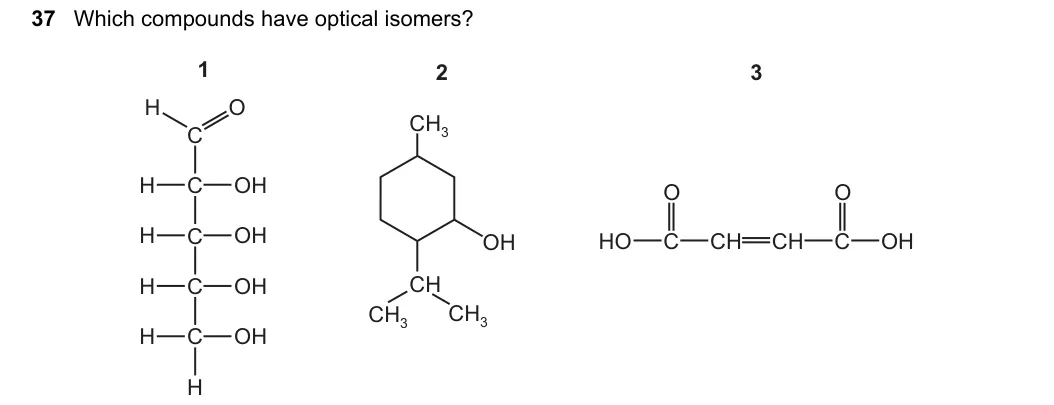 37 Which compounds have optical isomers?
1 2 3
H O
C
H C OH
H C OH
H C OH
H C OH
H
CH3
OH
CH
CH3 CH3
O O
HO C CH CH C OH